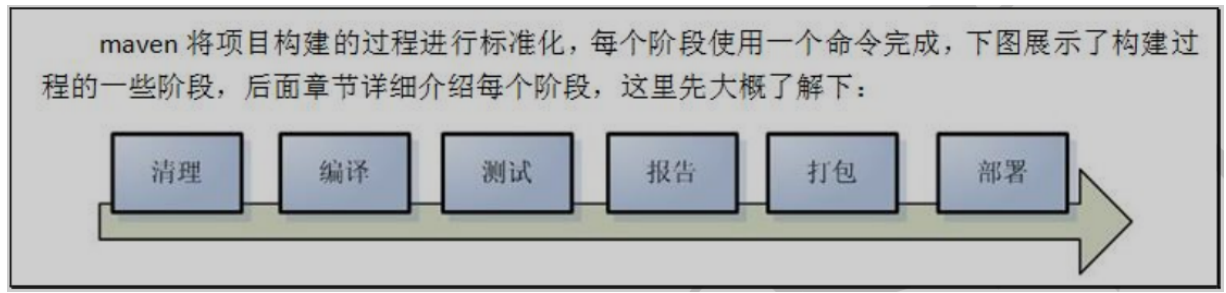 maven 将项目构建的过程进行标准化，每个阶段使用一个命令完成，下图展示了构建过
程的一些阶段，后面章节详细介绍每个阶段，这里先大概了解下：
清理 编译 测试 报告 打包 部署